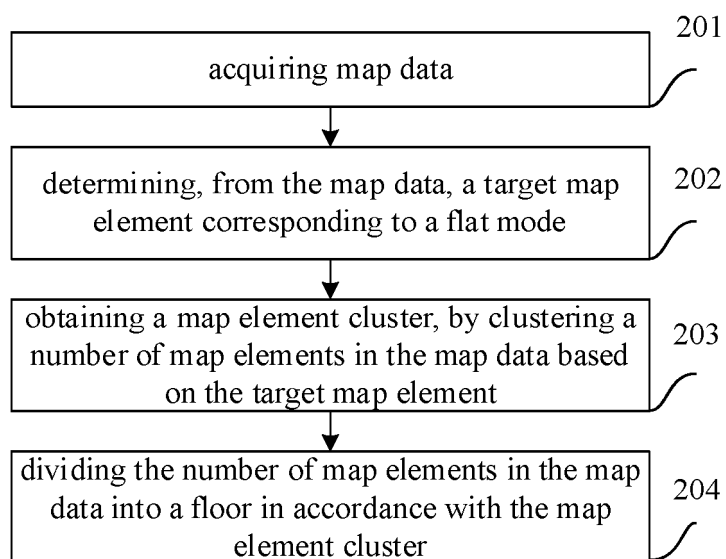 201
acquiring map data
202
determining, from the map data, a target map
element corresponding to a flat mode
203
obtaining a map element cluster, by clustering a
number of map elements in the map data based
on the target map element
204
dividing the number of map elements in the map
data into a floor in accordance with the map
element cluster